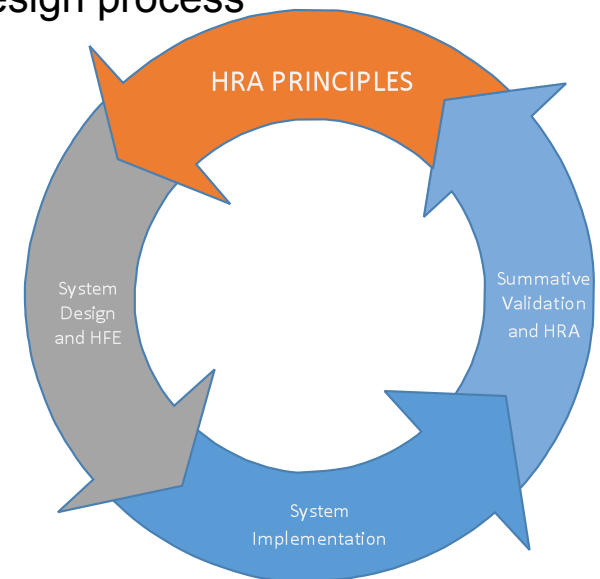 esign process
HRA PRINCIPLES
System
Design
and HFE
Summative
Validation
and HRA
System
Implementation